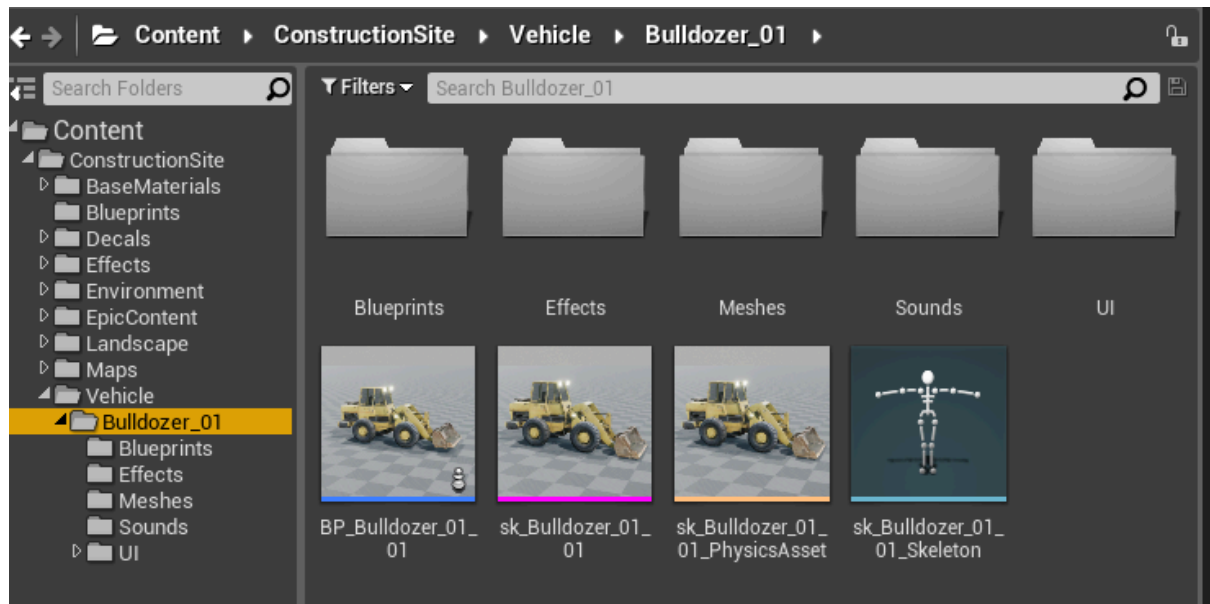 Content ConstructionSite Vehicle Bulldozer_01
Search Folders
Content
ConstructionSite
BaseMaterials
Blueprints
Decals
Effects
Environment
EpicContent
Landscape
Maps
Vehicle
Bulldozer_01
Blueprints
Effects
Meshes
Sounds
UI
Filters
Search Bulldozer_01
Blueprints
Effects
Meshes
Sounds
UI
BP_Bulldozer_01_
01
sk_Bulldozer_01_
01
sk_Bulldozer_01_
01_PhysicsAsset
sk_Bulldozer_01_
01_Skeleton